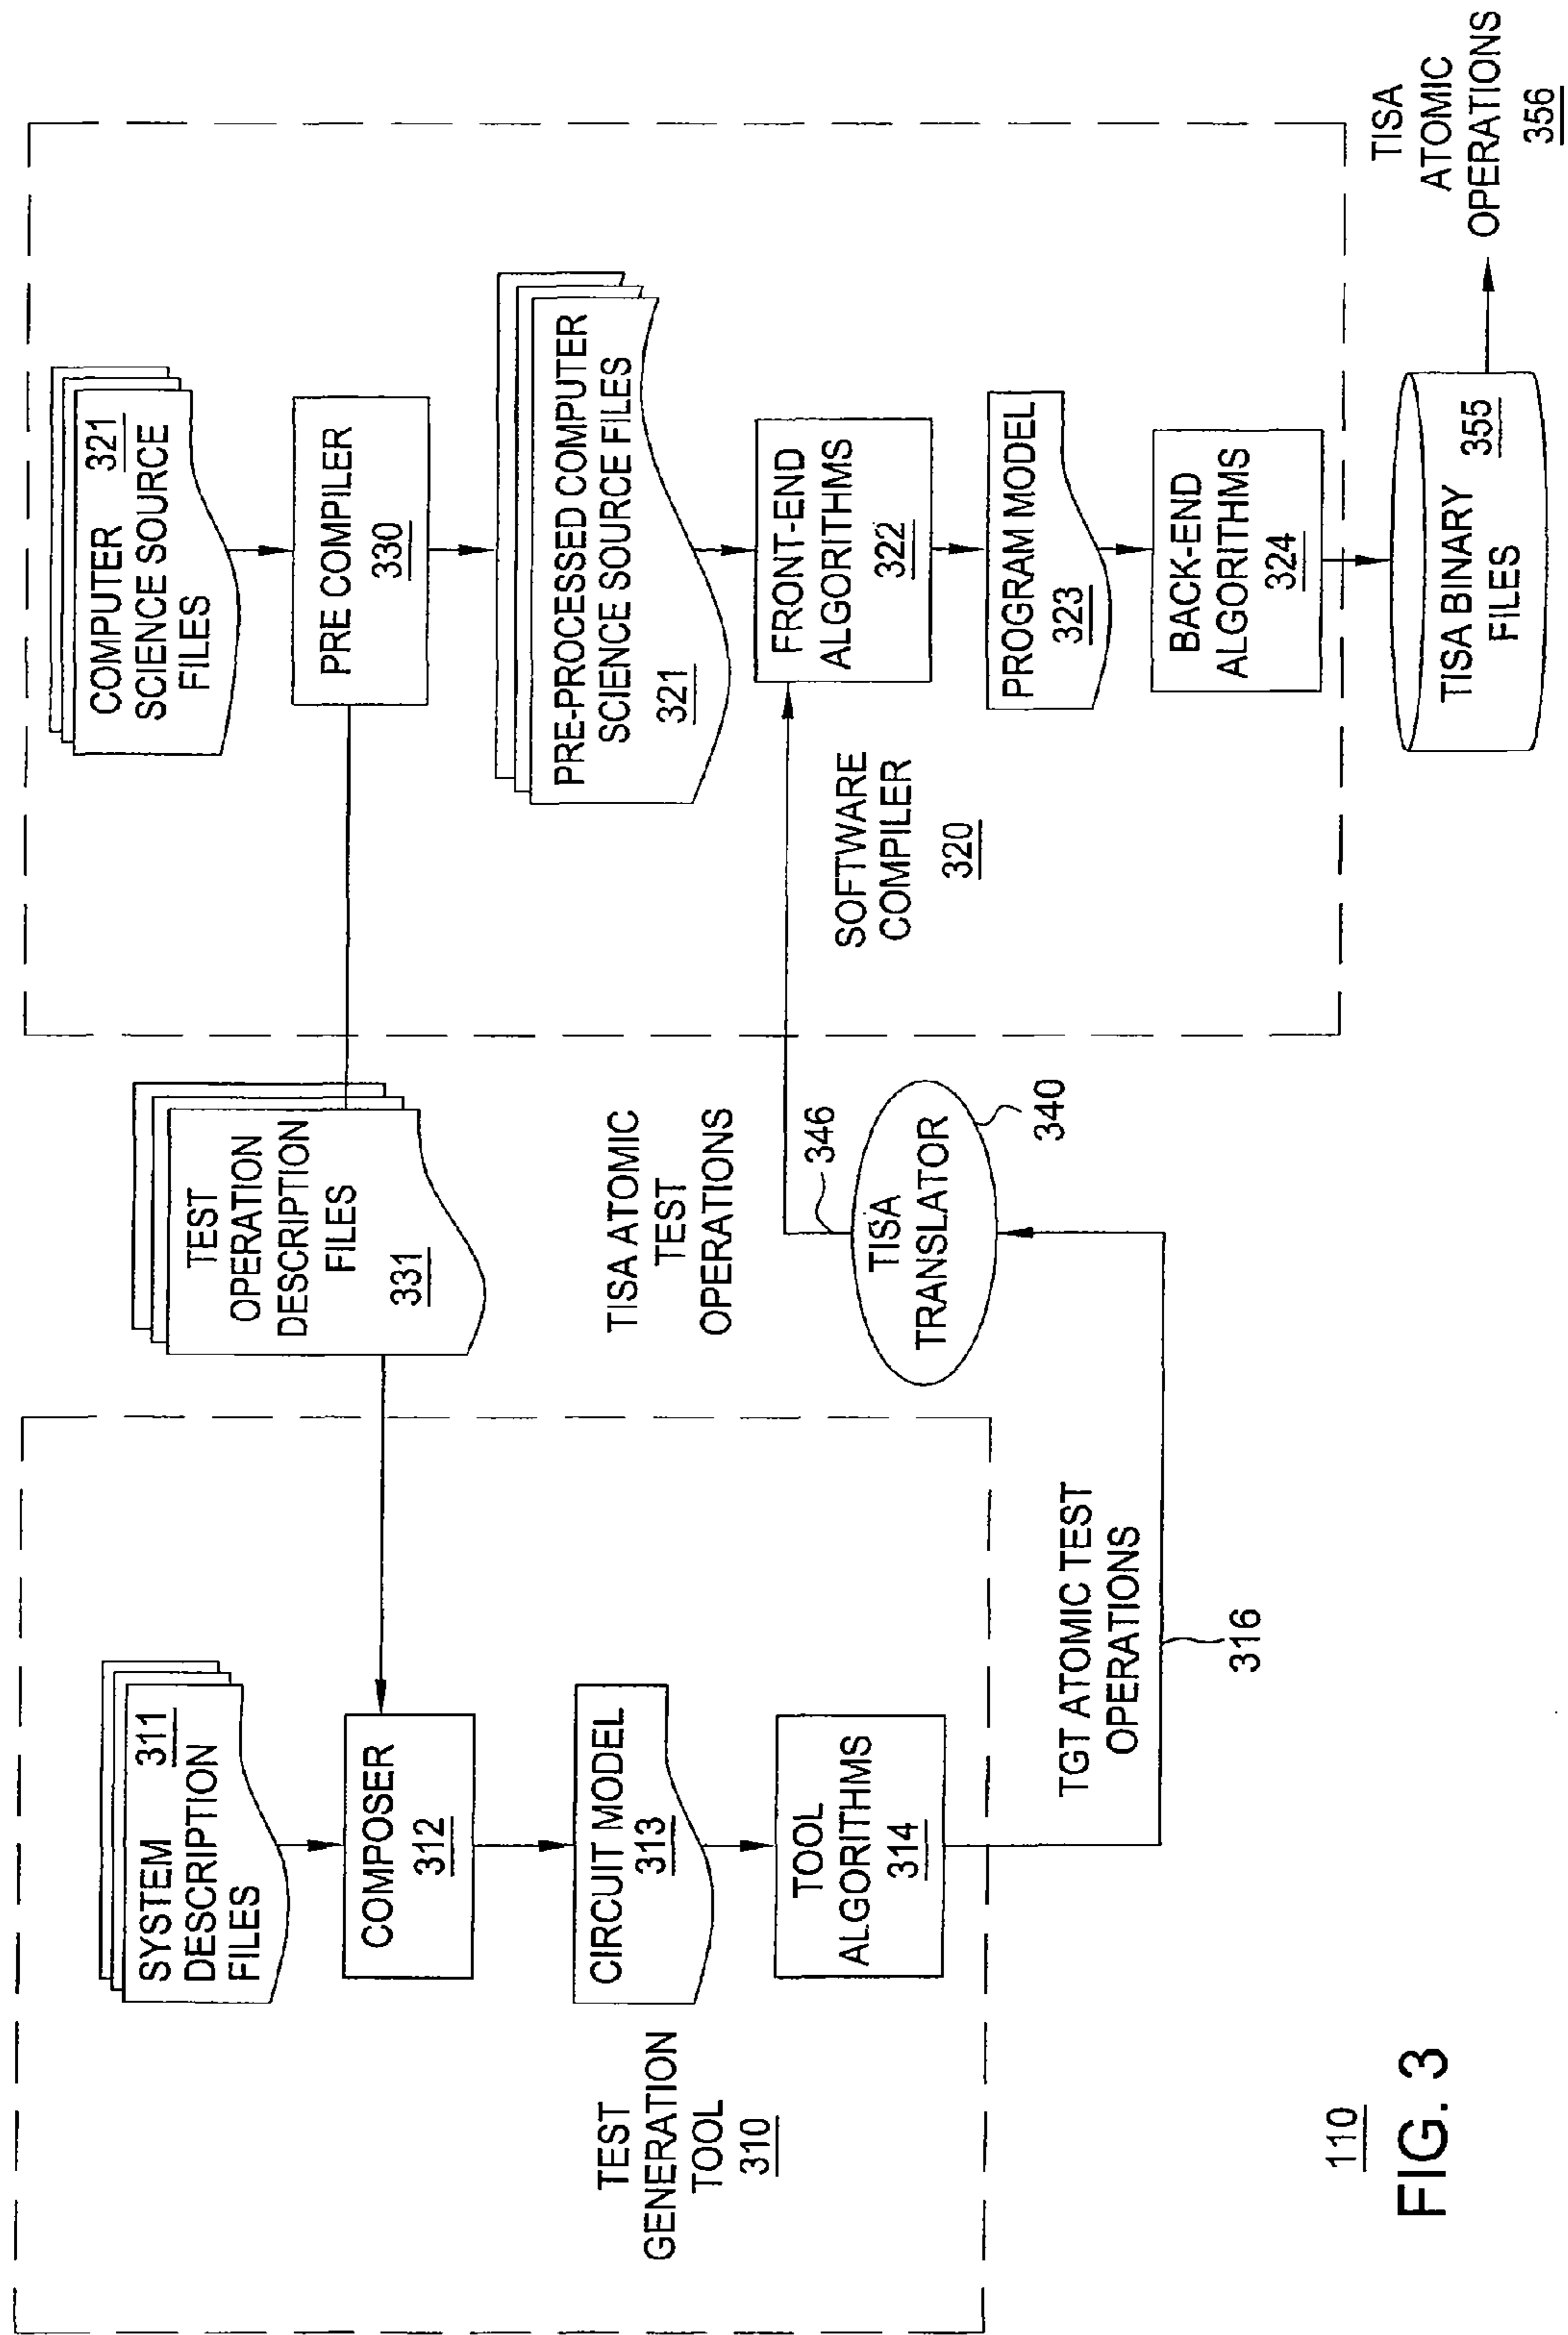 SYSTEM 311
DESCRIPTION
FILES
COMPOSER
312
CIRCUIT MODEL
313
TOOL
ALGORITHMS
314
TEST
GENERATION
TOOL
310
TGT ATOMIC TEST
OPERATIONS
316
TEST
OPERATION
DESCRIPTION
FILES
331
TISA ATOMIC
TEST
OPERATIONS
346
TISA
TRANSLATOR
340
COMPUTER 321
SCIENCE SOURCE
FILES
PRE COMPILER
330
PRE-PROCESSED COMPUTER
SCIENCE SOURCE FILES
321
FRONT-END
ALGORITHMS
322
SOFTWARE
COMPILER
320
PROGRAM MODEL
323
BACK-END
ALGORITHMS
324
TISA BINARY 355
FILES
TISA
ATOMIC
OPERATIONS
356
110
FIG. 3